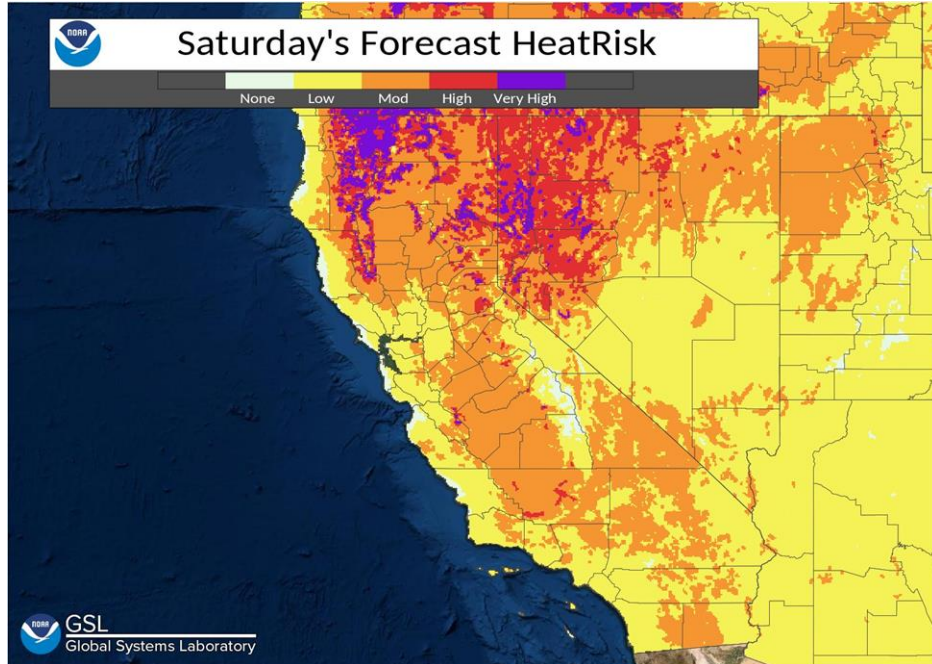 NOAA
Saturday's Forecast HeatRisk
None Low Mod High Very High
NOAA
GSL
Global Systems Laboratory